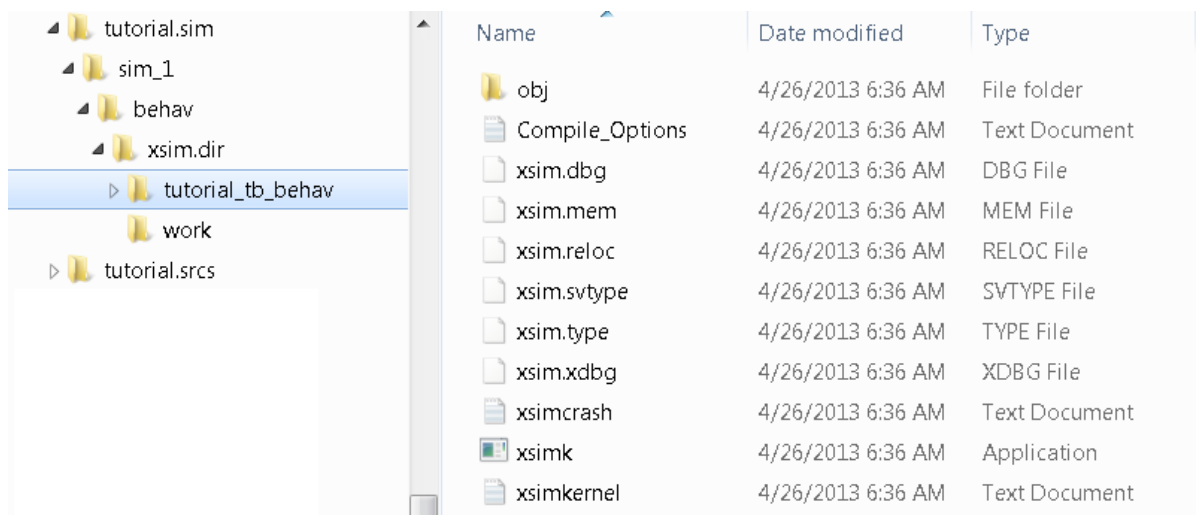 tutorial.sim
sim_1
behav
xsim.dir
tutorial_tb_behav
work
tutorial.srcs
Name Date modified Type
obj 4/26/2013 6:36 AM File folder
Compile_Options 4/26/2013 6:36 AM Text Document
xsim.dbg 4/26/2013 6:36 AM DBG File
xsim.mem 4/26/2013 6:36 AM MEM File
xsim.reloc 4/26/2013 6:36 AM RELOC File
xsim.svtype 4/26/2013 6:36 AM SVTYPE File
xsim.type 4/26/2013 6:36 AM TYPE File
xsim.xdbg 4/26/2013 6:36 AM XDBG File
xsimcrash 4/26/2013 6:36 AM Text Document
xsimk 4/26/2013 6:36 AM Application
xsimkernel 4/26/2013 6:36 AM Text Document